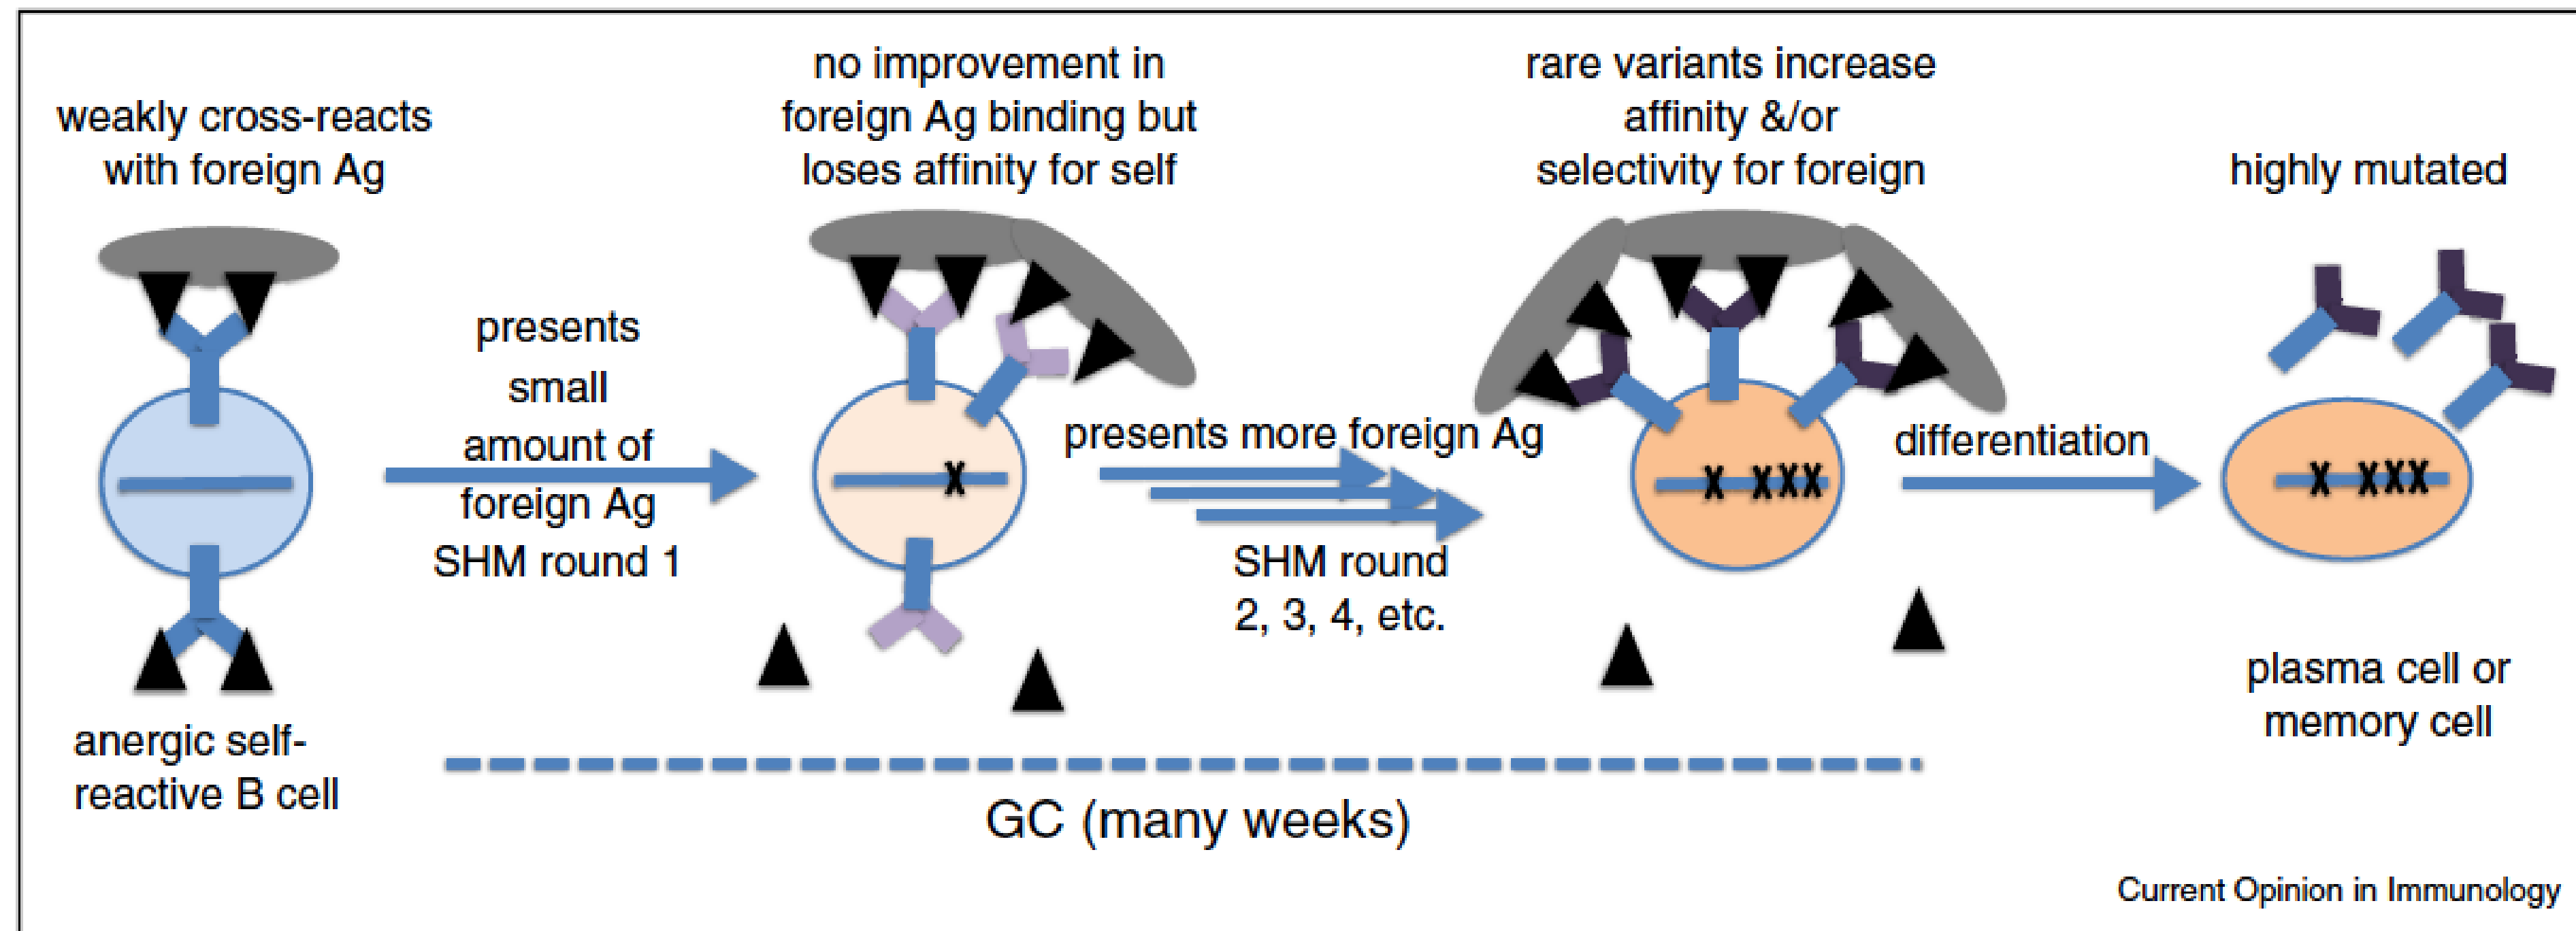 weakly cross-reacts
with foreign Ag
anergic self-
reactive B cell
presents
small
amount of
foreign Ag
SHM round 1
no improvement in
foreign Ag binding but
loses affinity for self
x
presents more foreign Ag
SHM round
2, 3, 4, etc.
rare variants increase
affinity &/or
selectivity for foreign
x xxx
differentiation
highly mutated
x xxx
plasma cell or
memory cell
GC (many weeks)
Current Opinion in Immunology